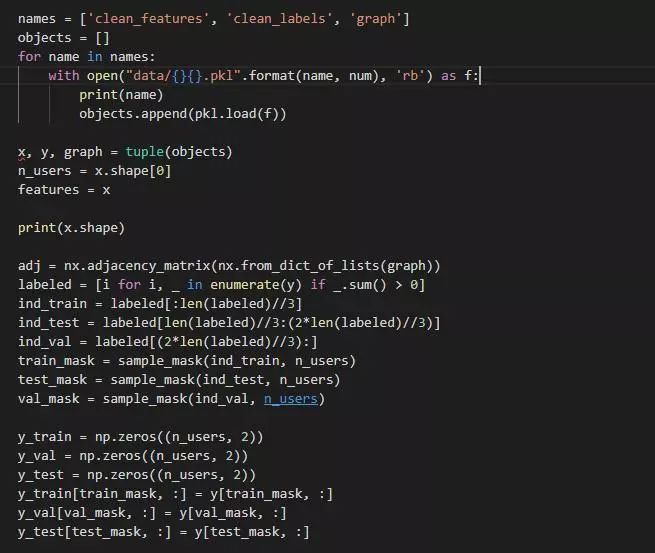 names = ['clean_features', 'clean_labels', 'graph']
objects = []
for name in names:
    with open("data/{}{}.pkl".format(name, num), 'rb') as f:
        print(name)
        objects.append(pkl.load(f))

x, y, graph = tuple(objects)
n_users = x.shape[0]
features = x

print(x.shape)

adj = nx.adjacency_matrix(nx.from_dict_of_lists(graph))
labeled = [i for i, _ in enumerate(y) if _.sum() > 0]
ind_train = labeled[:len(labeled)//3]
ind_test = labeled[len(labeled)//3:(2*len(labeled)//3)]
ind_val = labeled[(2*len(labeled)//3):]
train_mask = sample_mask(ind_train, n_users)
test_mask = sample_mask(ind_test, n_users)
val_mask = sample_mask(ind_val, n_users)

y_train = np.zeros((n_users, 2))
y_val = np.zeros((n_users, 2))
y_test = np.zeros((n_users, 2))
y_train[train_mask, :] = y[train_mask, :]
y_val[val_mask, :] = y[val_mask, :]
y_test[test_mask, :] = y[test_mask, :]